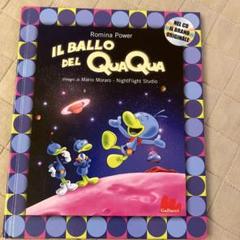 Romina Power
IL BALLO
DEL QUAQUA
disegni di Mario Moraro - NightFlight Studio
NEL CD
IL BRANO
ORIGINALE
Gallucci